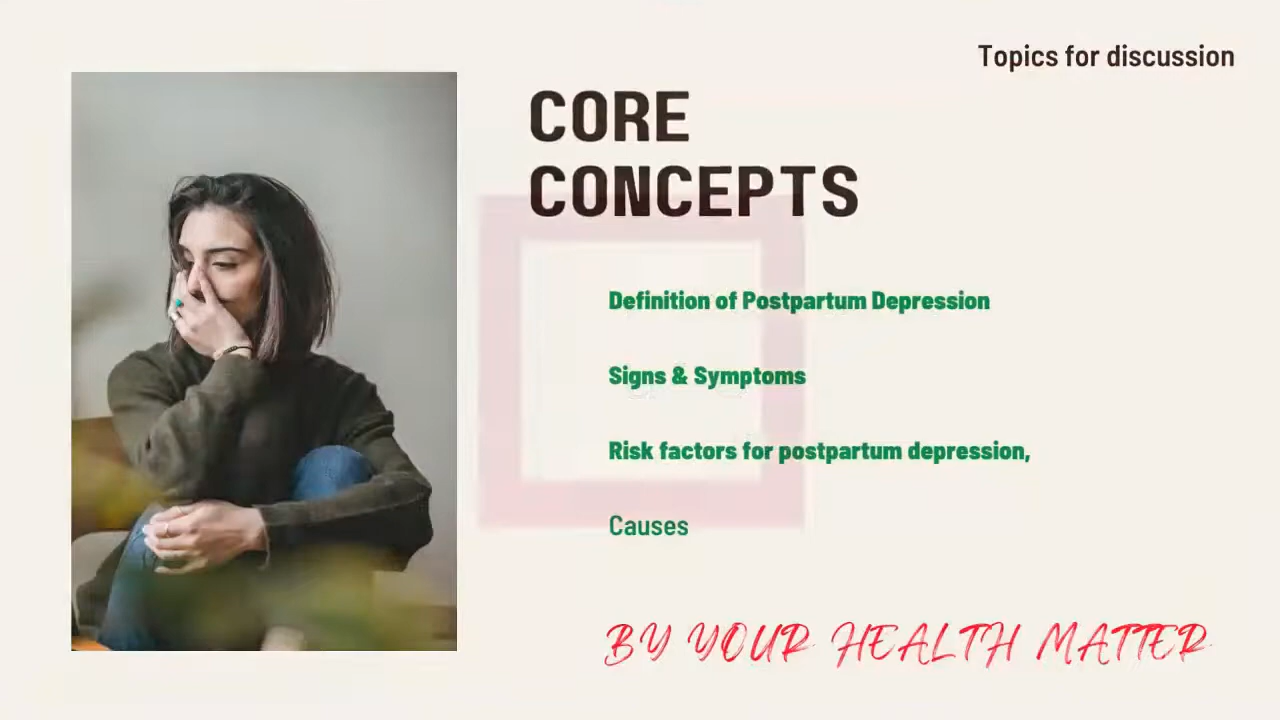 Topics for discussion
CORE
CONCEPTS
Definition of Postpartum Depression
Signs & Symptoms
Risk factors for postpartum depression,
Causes
BY YOUR HEALTH MATTER